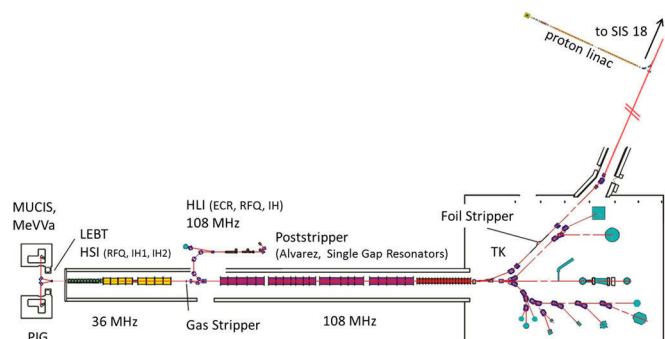 to SIS 18
proton linac
MUCIS,
MeVVa
LEBT
HSI (RFQ, IH1, IH2)
HLI (ECR, RFQ, IH)
108 MHz
Poststripper
(Alvarez, Single Gap Resonators)
Foil Stripper
TK
Gas Stripper
36 MHz
108 MHz
PIG